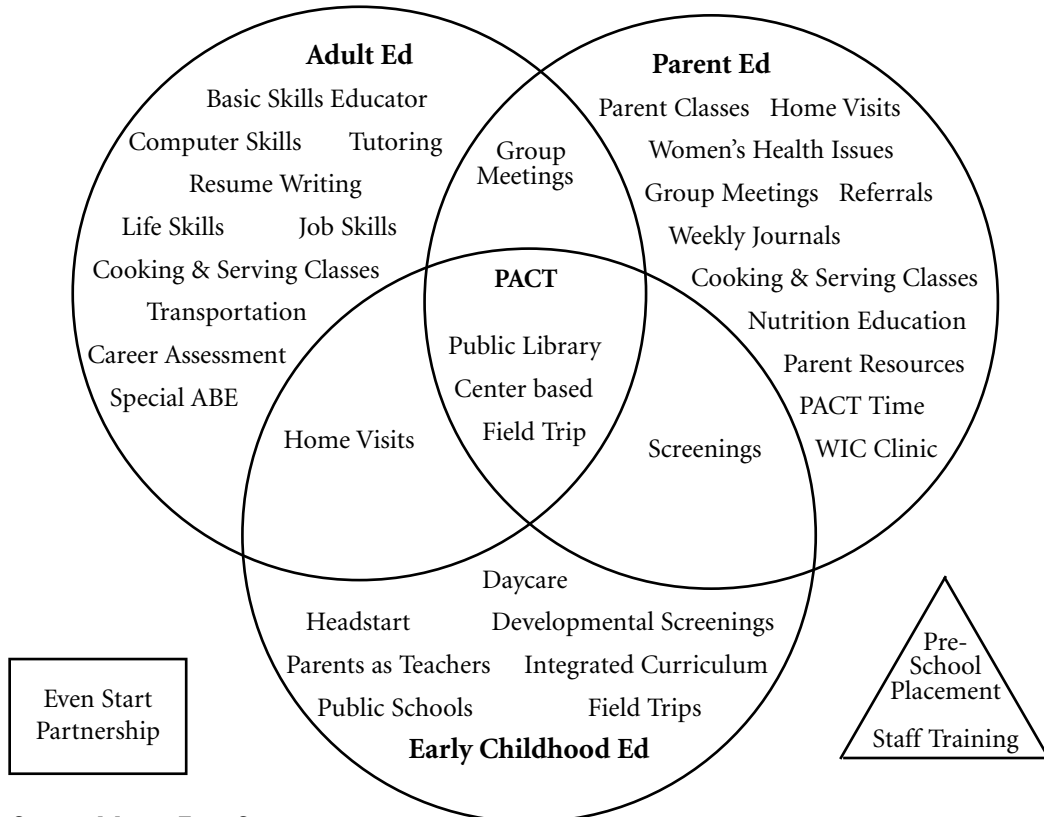 Adult Ed
Basic Skills Educator
Computer Skills Tutoring
Resume Writing
Life Skills Job Skills
Cooking & Serving Classes
Transportation
Career Assessment
Special ABE
Group
Meetings
Parent Ed
Parent Classes Home Visits
Women's Health Issues
Group Meetings Referrals
Weekly Journals
Cooking & Serving Classes
Nutrition Education
Parent Resources
PACT Time
WIC Clinic
PACT
Public Library
Center based
Field Trip
Home Visits
Screenings
Daycare
Headstart Developmental Screenings
Parents as Teachers Integrated Curriculum
Public Schools Field Trips
Early Childhood Ed
Even Start
Partnership
Pre-
School
Placement
Staff Training